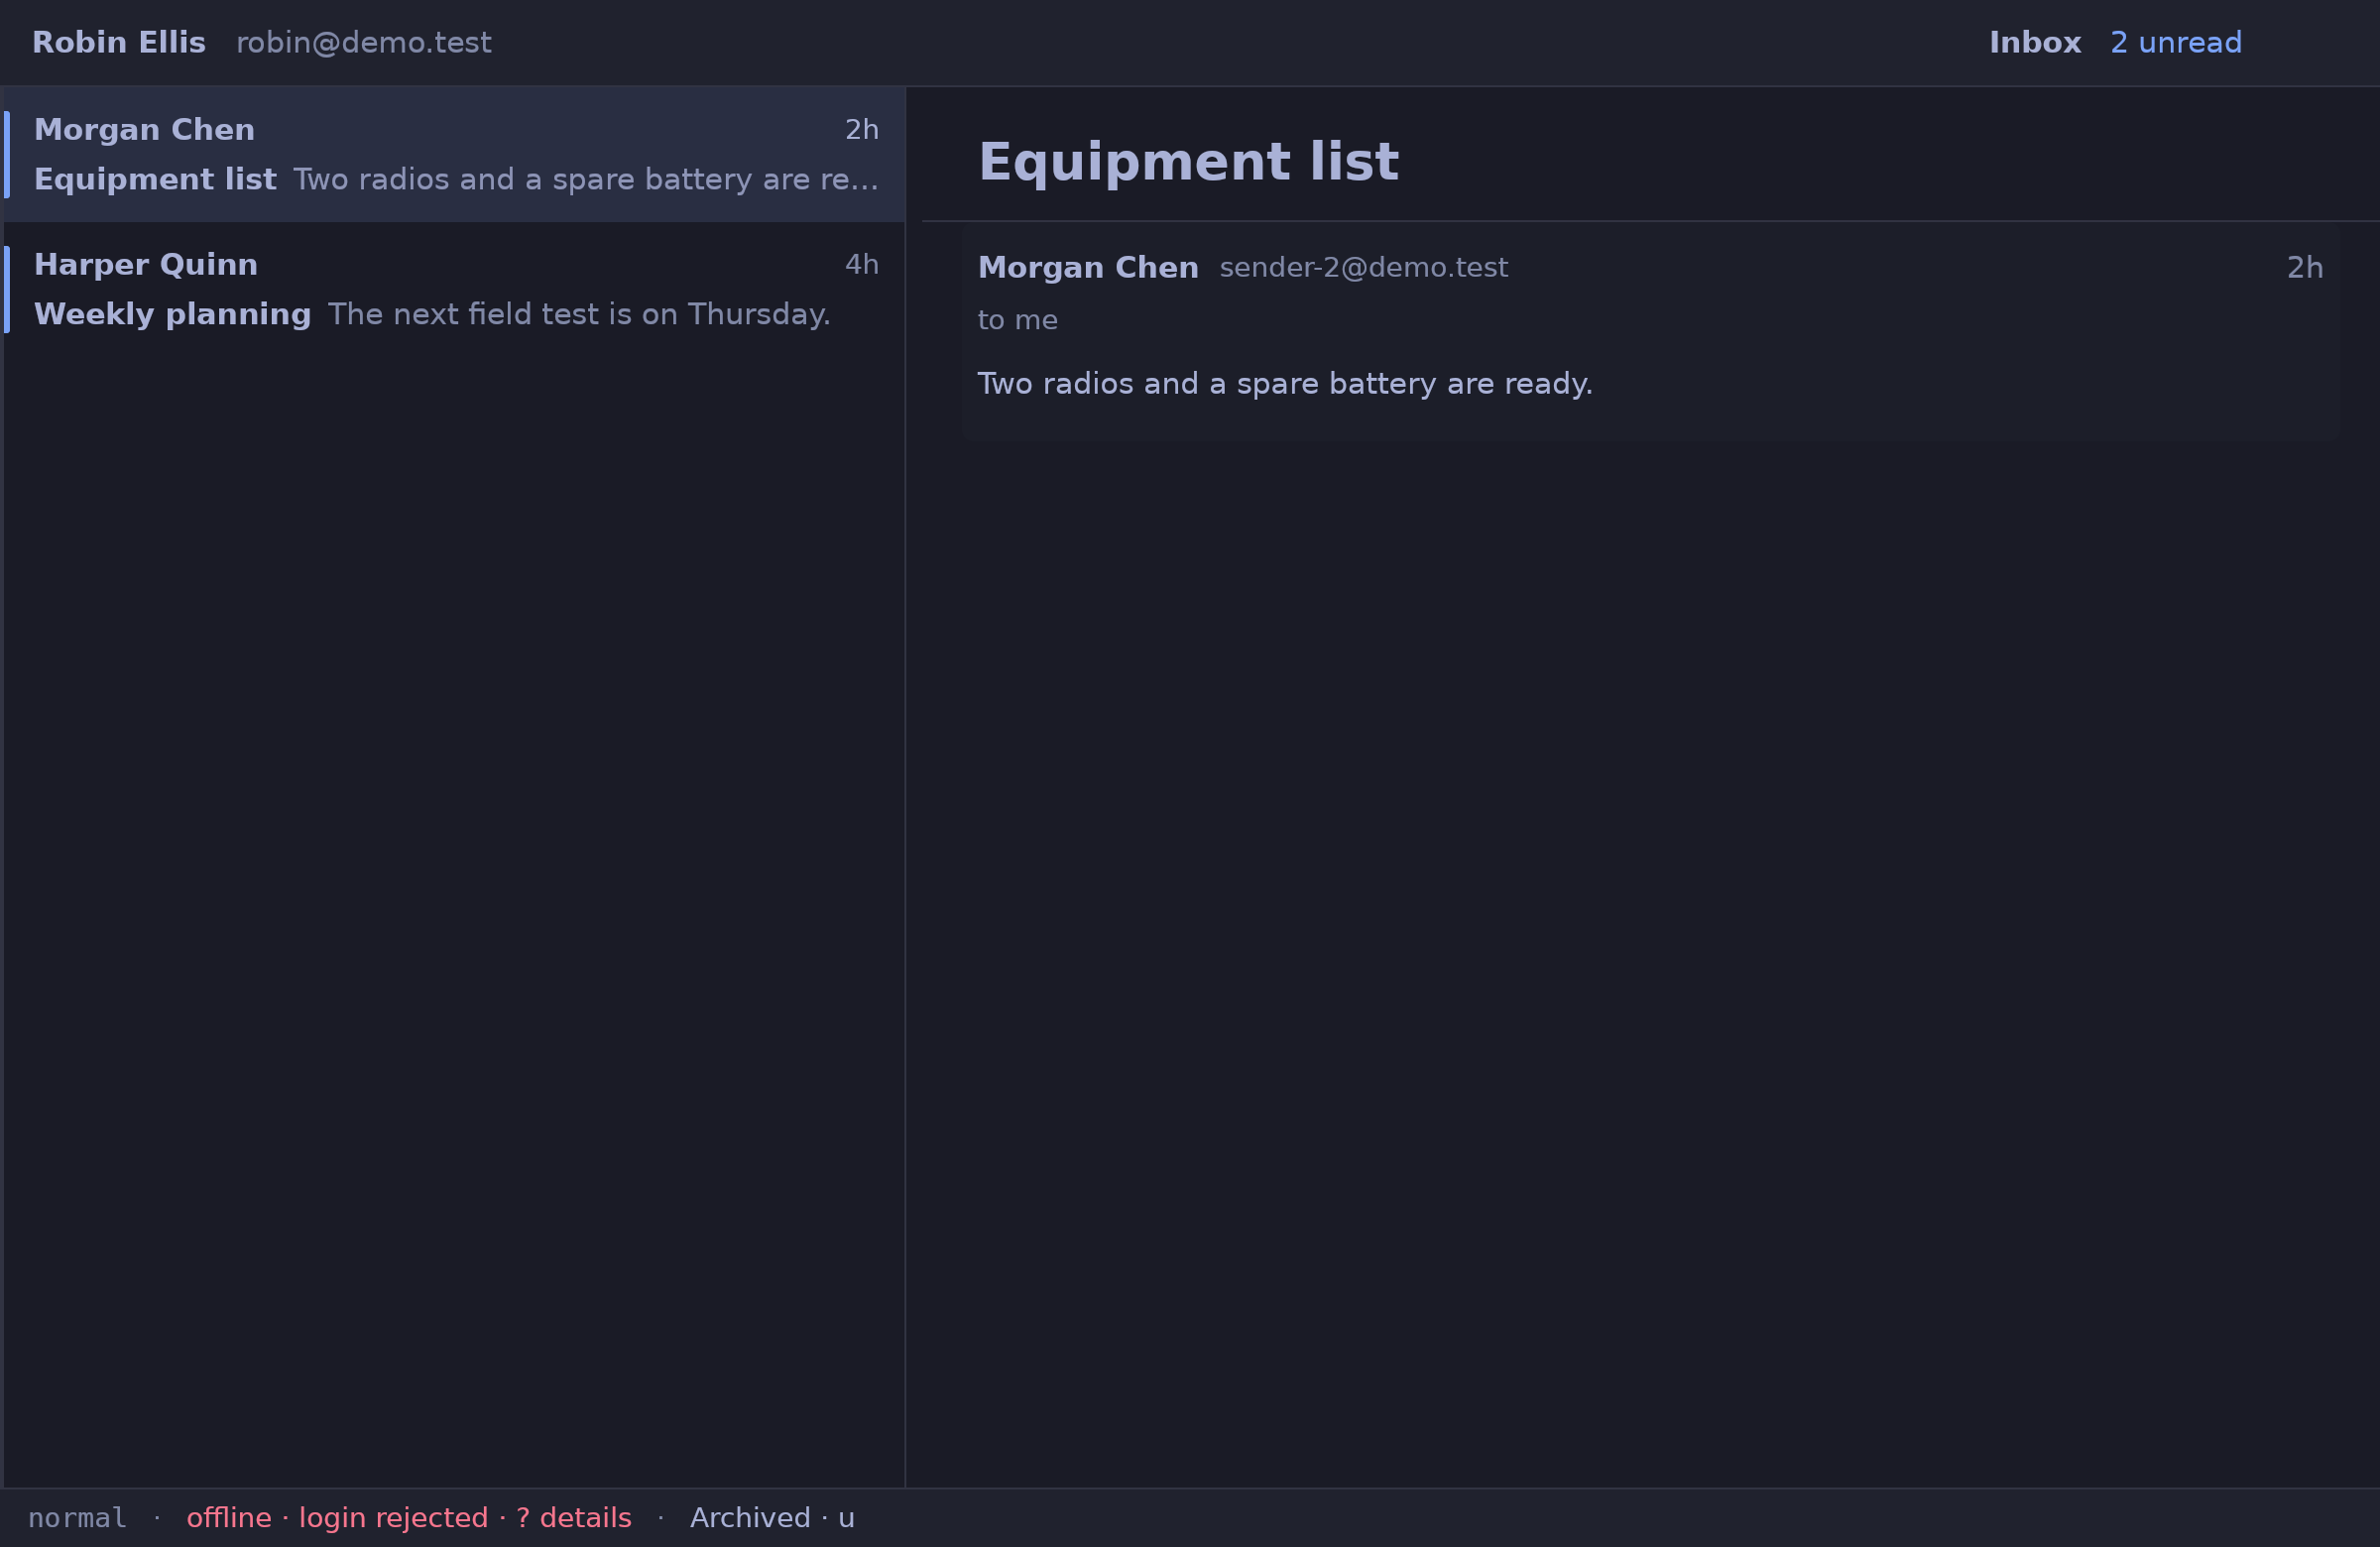 Robin Ellis robin@demo.test Inbox 2 unread
Morgan Chen 2h
Equipment list Two radios and a spare battery are re…
Harper Quinn 4h
Weekly planning The next field test is on Thursday.
Equipment list
Morgan Chen sender-2@demo.test 2h
to me
Two radios and a spare battery are ready.
normal · offline · login rejected · ? details · Archived · u